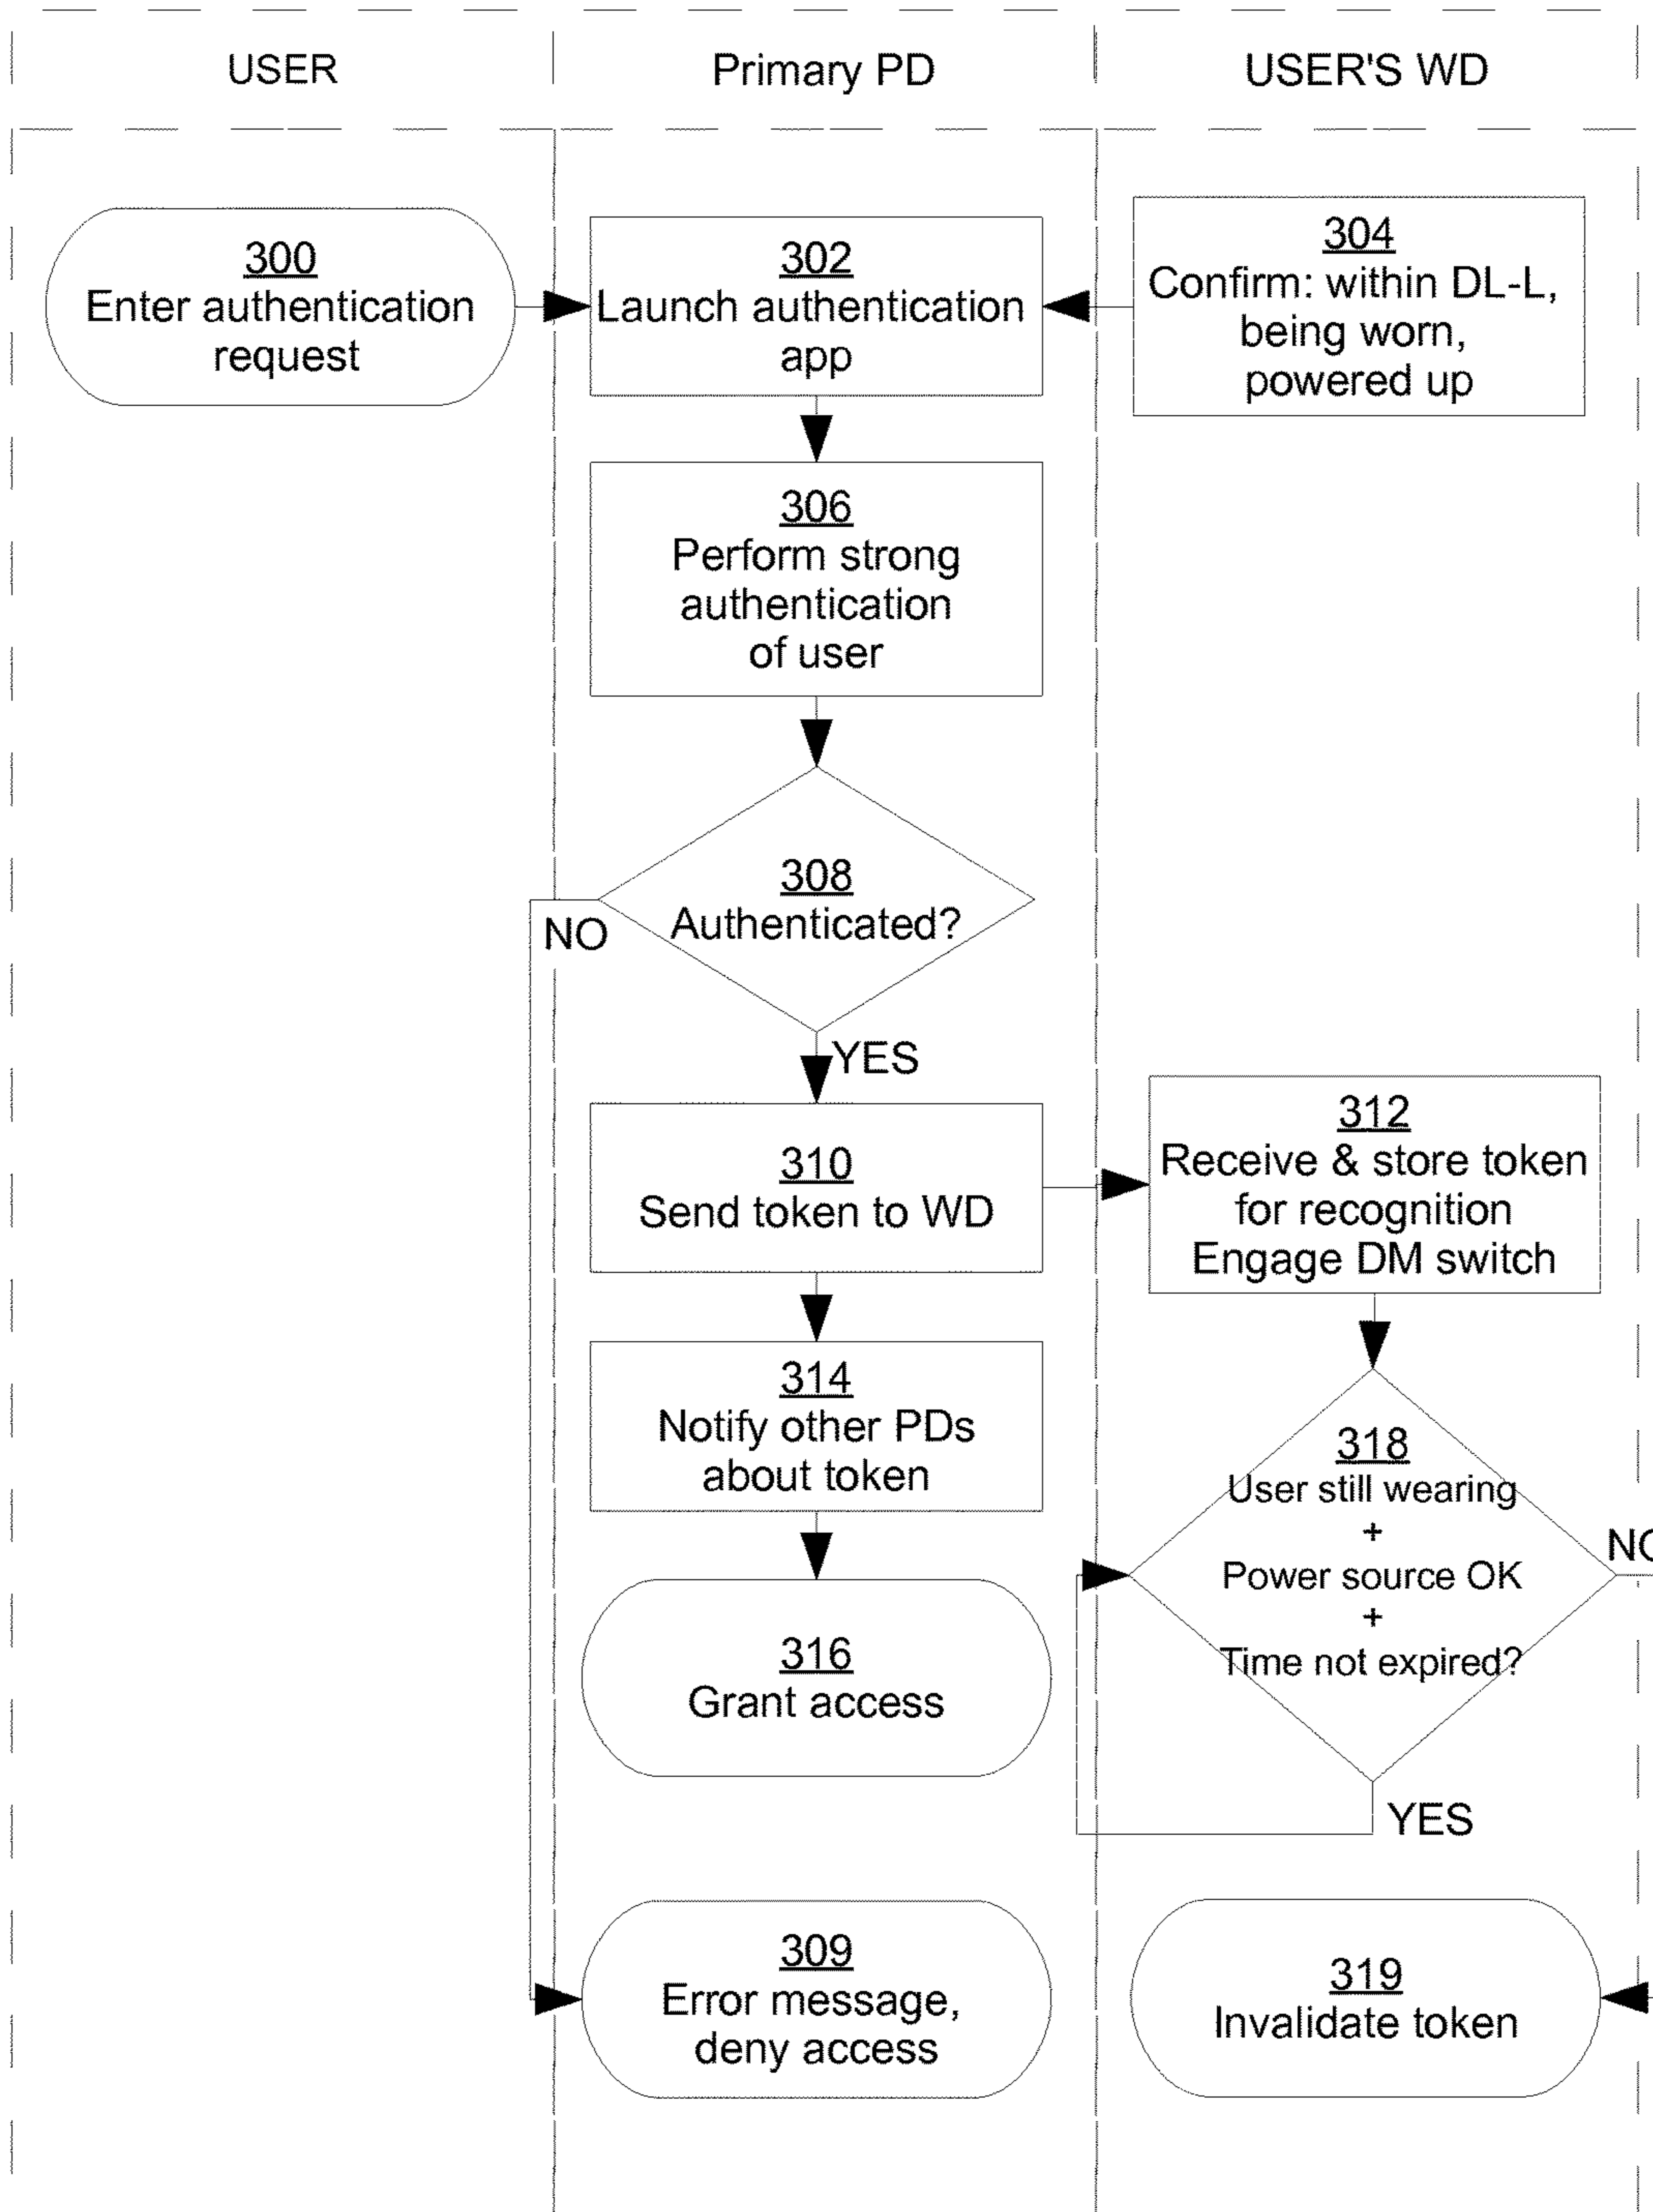 USER
Primary PD
USER'S WD
300
Enter authentication
request
302
Launch authentication
app
304
Confirm: within DL-L,
being worn,
powered up
306
Perform strong
authentication
of user
308
Authenticated?
NO
YES
310
Send token to WD
312
Receive & store token
for recognition
Engage DM switch
314
Notify other PDs
about token
318
User still wearing
+
Power source OK
+
Time not expired?
NO
YES
316
Grant access
309
Error message,
deny access
319
Invalidate token